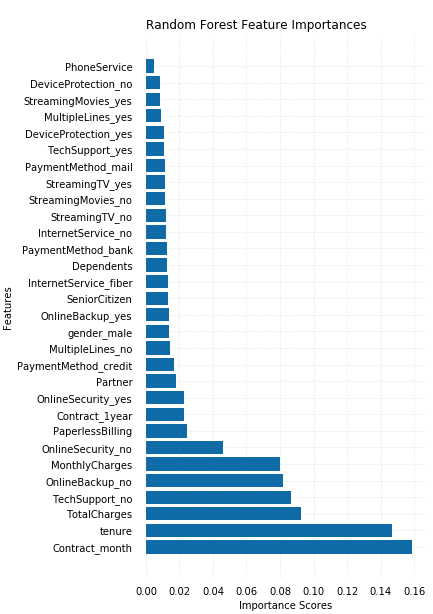 Random Forest Feature Importances
PhoneService
DeviceProtection_no
StreamingMovies_yes
MultipleLines_yes
DeviceProtection_yes
TechSupport_yes
PaymentMethod_mail
StreamingTV_yes
StreamingMovies_no
StreamingTV_no
InternetService_no
PaymentMethod_bank
Dependents
InternetService_fiber
SeniorCitizen
OnlineBackup_yes
gender_male
MultipleLines_no
PaymentMethod_credit
Partner
OnlineSecurity_yes
Contract_1year
PaperlessBilling
OnlineSecurity_no
MonthlyCharges
OnlineBackup_no
TechSupport_no
TotalCharges
tenure
Contract_month
Features
0.00 0.02 0.04 0.06 0.08 0.10 0.12 0.14 0.16
Importance Scores